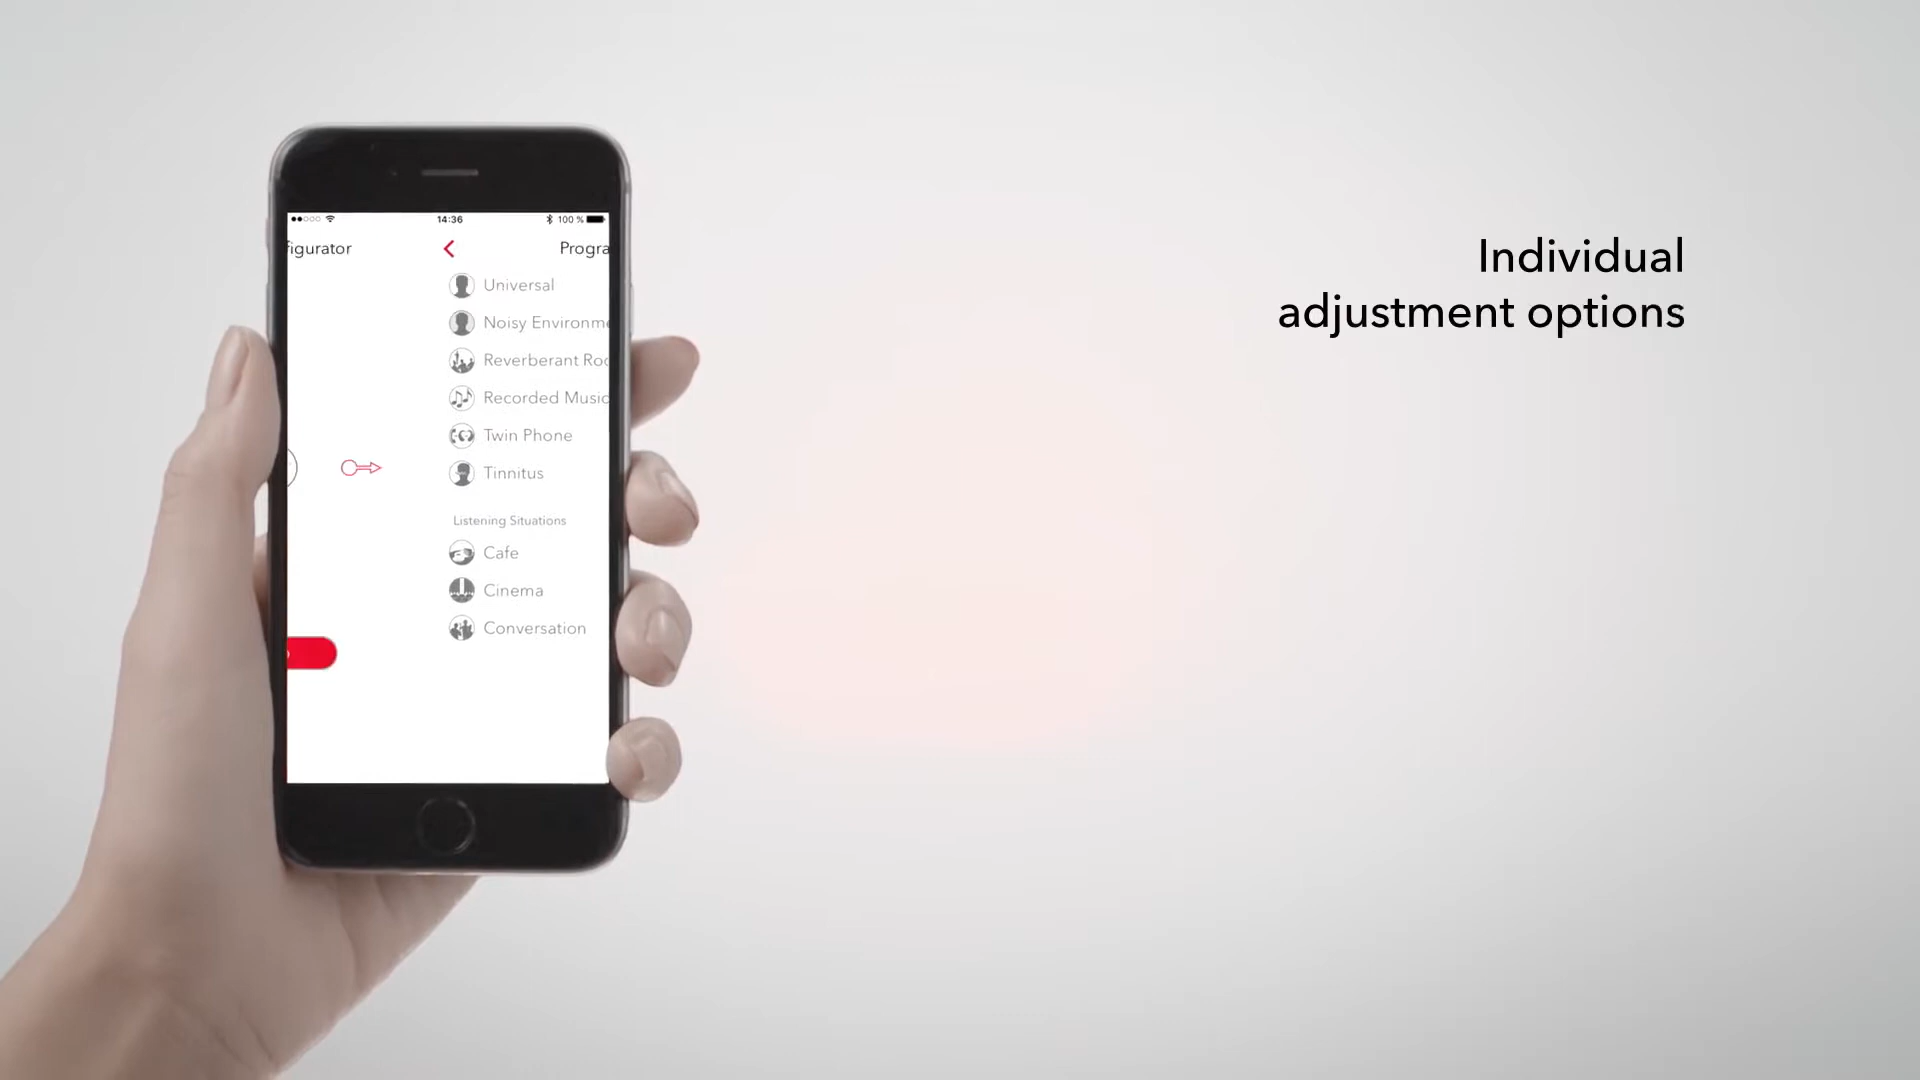 14:36
100 %
figurator
Progra
Universal
Noisy Environme
Reverberant Roo
Recorded Music
Twin Phone
Tinnitus
Listening Situations
Cafe
Cinema
Conversation
Individual
adjustment options